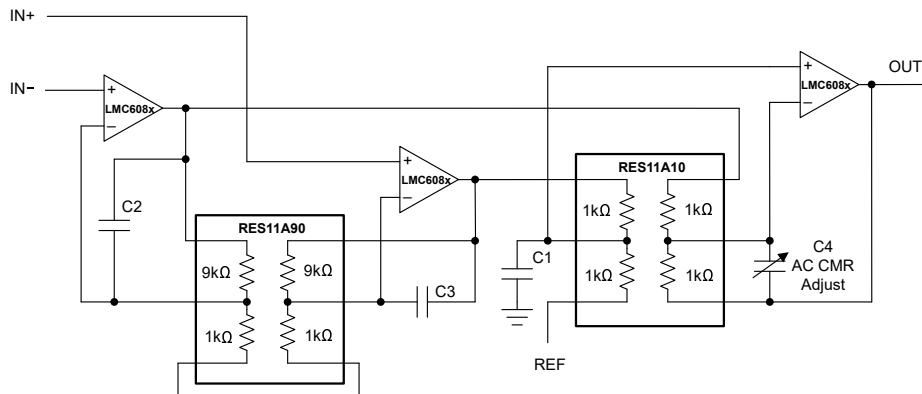 IN+
IN−
OUT
LMC608x
LMC608x
LMC608x
C2
RES11A90
9kΩ
9kΩ
1kΩ
1kΩ
C3
C1
RES11A10
1kΩ
1kΩ
1kΩ
1kΩ
REF
C4
AC CMR
Adjust